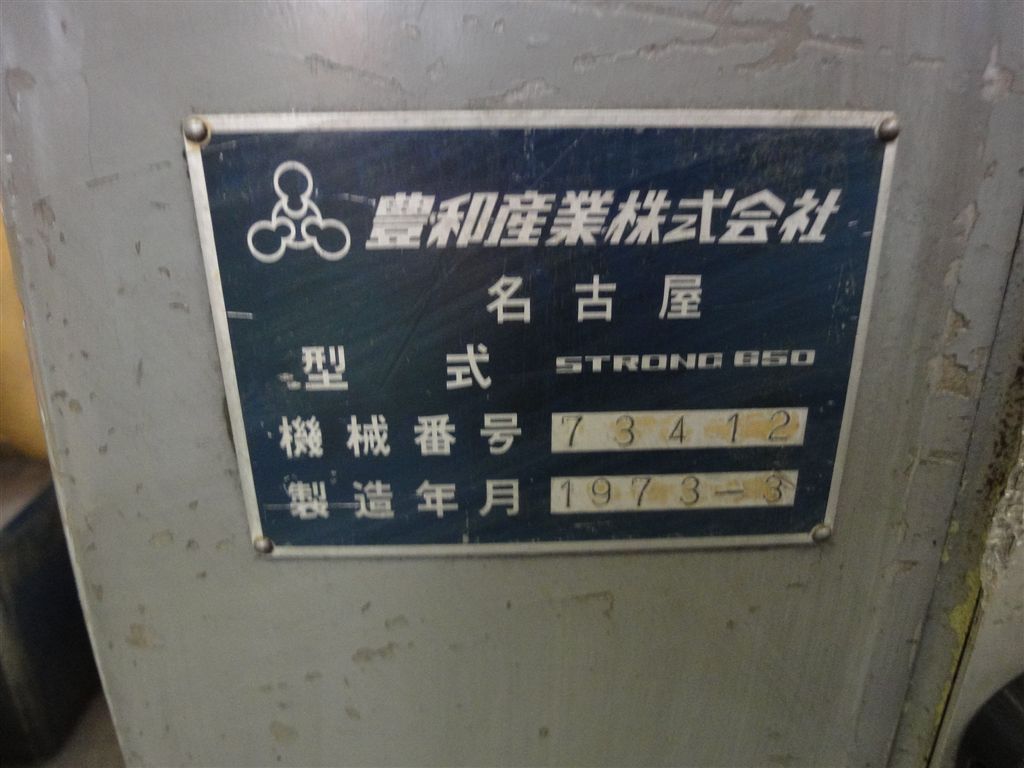 豊和産業株式会社
名古屋
型式 STRONG 650
機械番号 73412
製造年月 1973-3